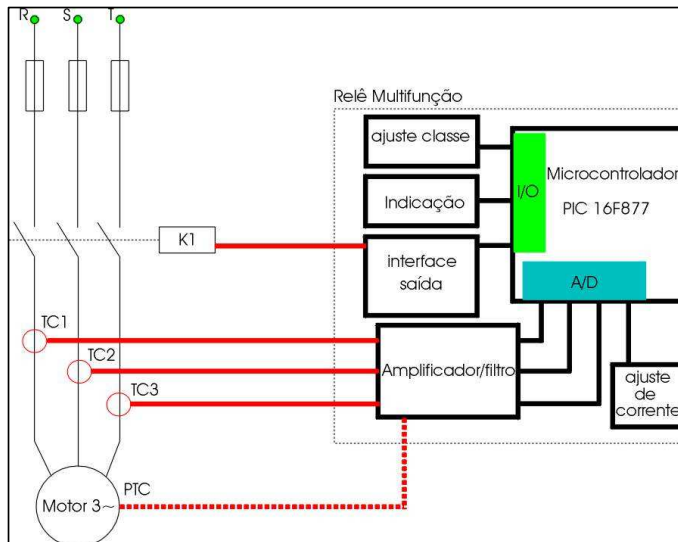 R S T
Relê Multifunção
ajuste classe
Microcontrolador
I/O
Indicação
PIC 16F877
K1
interface
saída
A/D
TC1
TC2
Amplificador/filtro
ajuste
de
corrente
TC3
PTC
Motor 3~